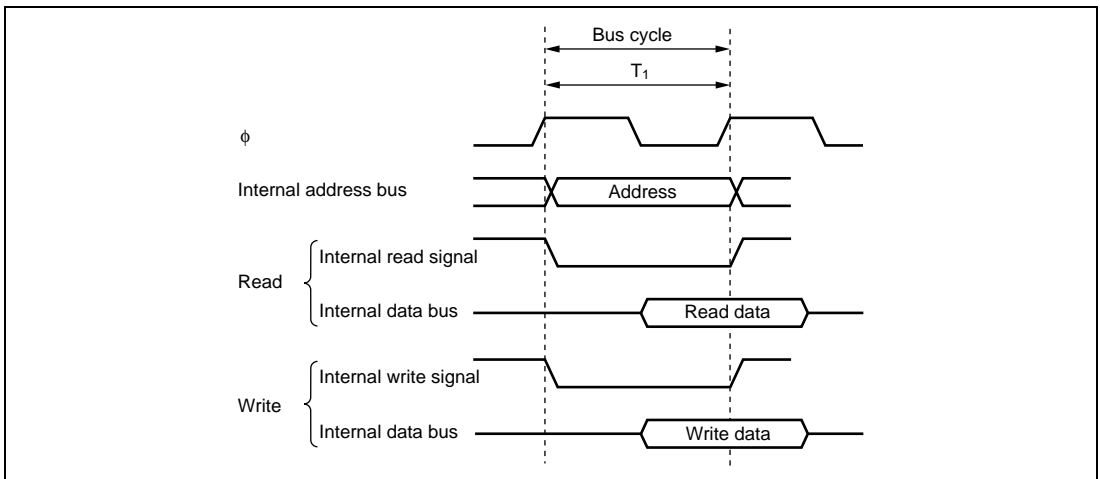 Bus cycle
T₁
ϕ
Internal address bus
Address
Read
Internal read signal
Internal data bus
Read data
Write
Internal write signal
Internal data bus
Write data